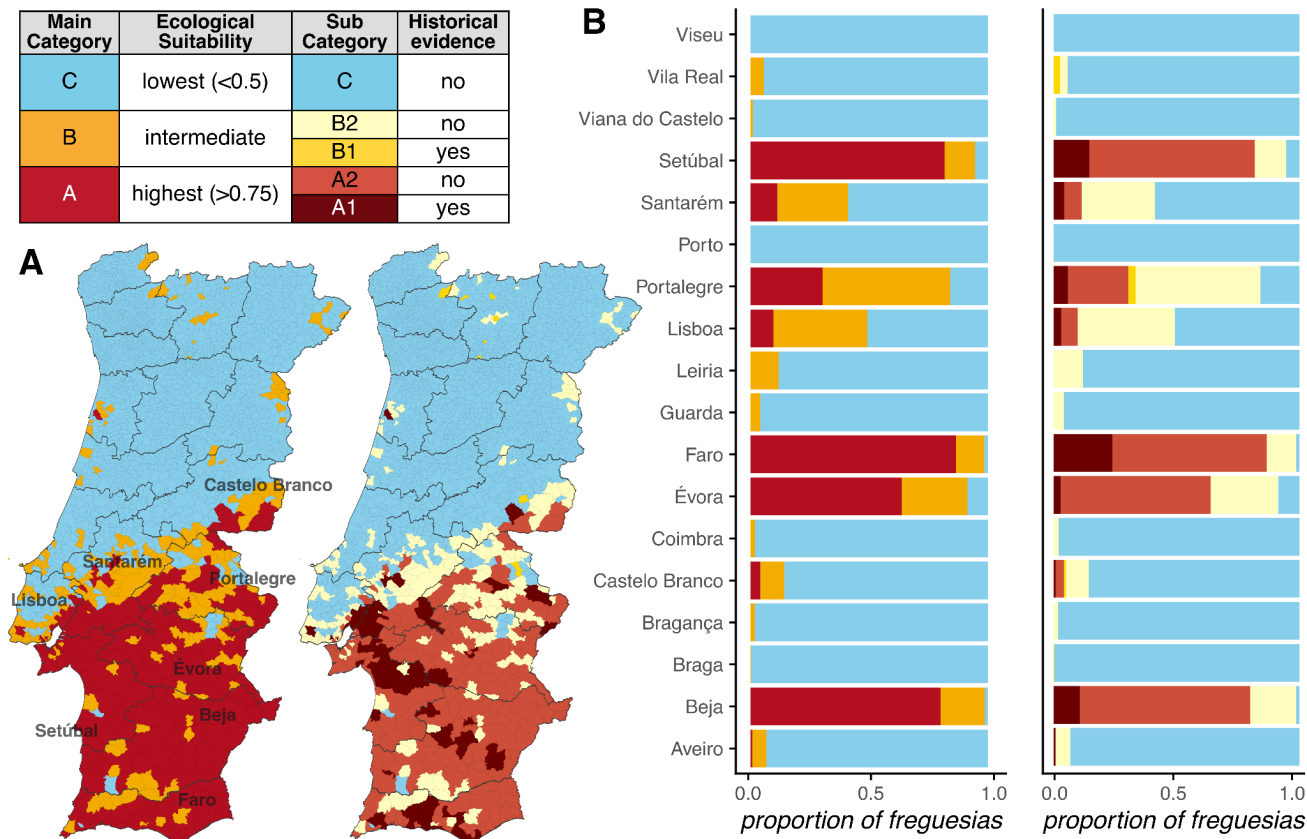 Main Category Ecological Suitability Sub Category Historical evidence
C lowest (<0.5) C no
B intermediate B2 no
B1 yes
A highest (>0.75) A2 no
A1 yes
A
Castelo Branco
Santarém
Portalegre
Lisboa
Évora
Beja
Setúbal
Faro
B
Viseu
Vila Real
Viana do Castelo
Setúbal
Santarém
Porto
Portalegre
Lisboa
Leiria
Guarda
Faro
Évora
Coimbra
Castelo Branco
Bragança
Braga
Beja
Aveiro
0.0 0.5 1.0 0.0 0.5 1.0
proportion of freguesias proportion of freguesias